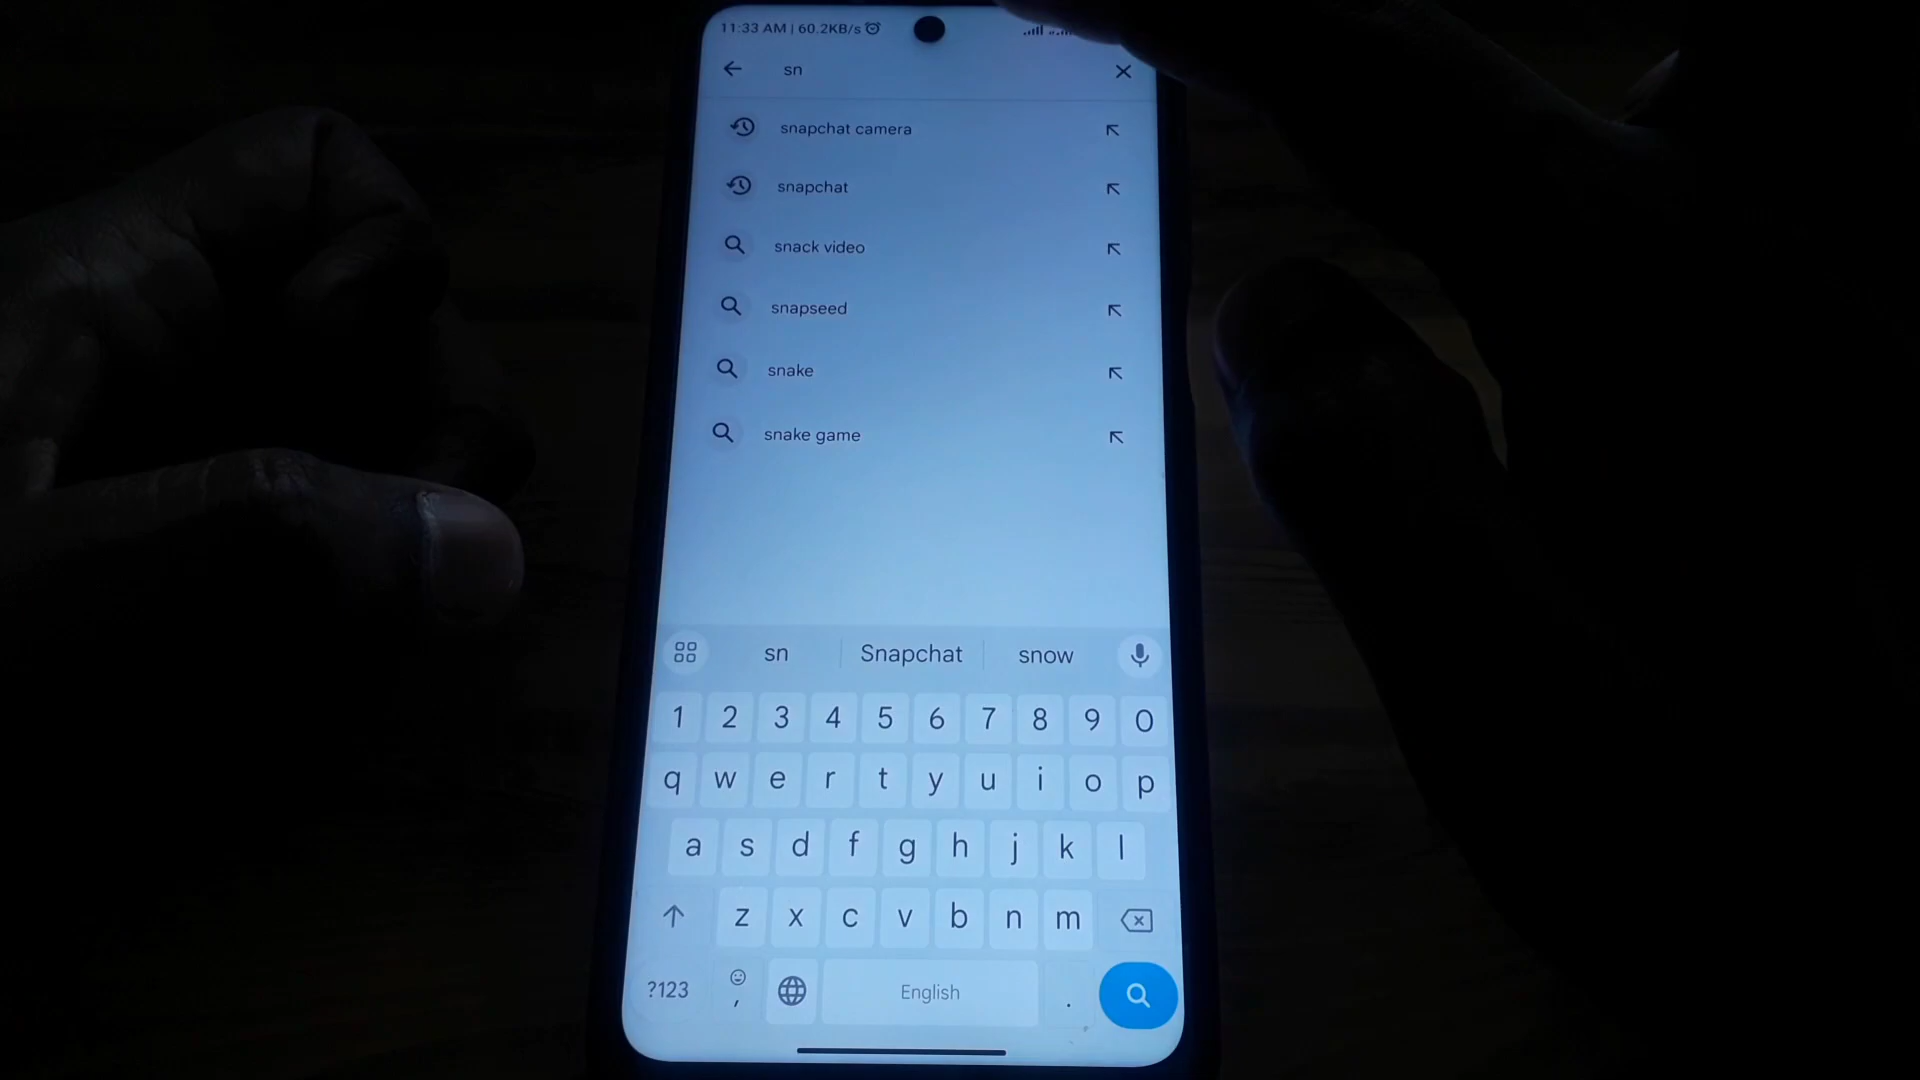 11:33 AM | 60.2KB/s
sn
snapchat camera
snapchat
snack video
snapseed
snake
snake game
sn Snapchat snow
1 2 3 4 5 6 7 8 9 0
q w e r t y u i o p
a s d f g h j k l
z x c v b n m
?123 , English .